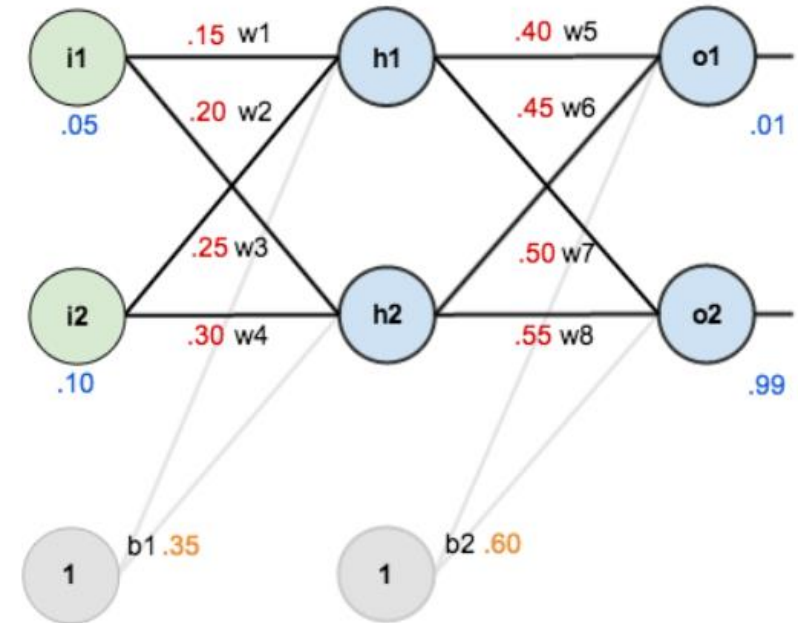 .15 w1
.40 w5
i1
h1
o1
.20 w2
.45 w6
.05
.01
.25 w3
.50 w7
i2
h2
o2
.30 w4
.55 w8
.10
.99
b1 .35
b2 .60
1
1